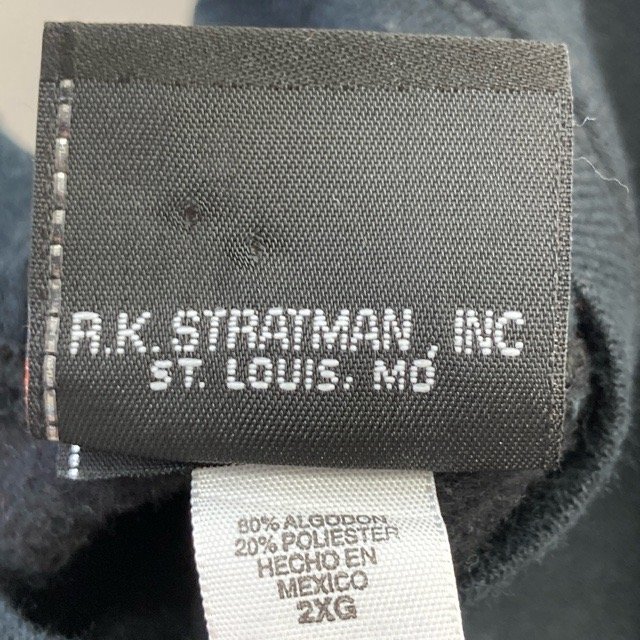 R.K. STRATMAN, INC
ST. LOUIS. MO
80% ALGODON
20% POLIESTER
HECHO EN
MEXICO
2XG